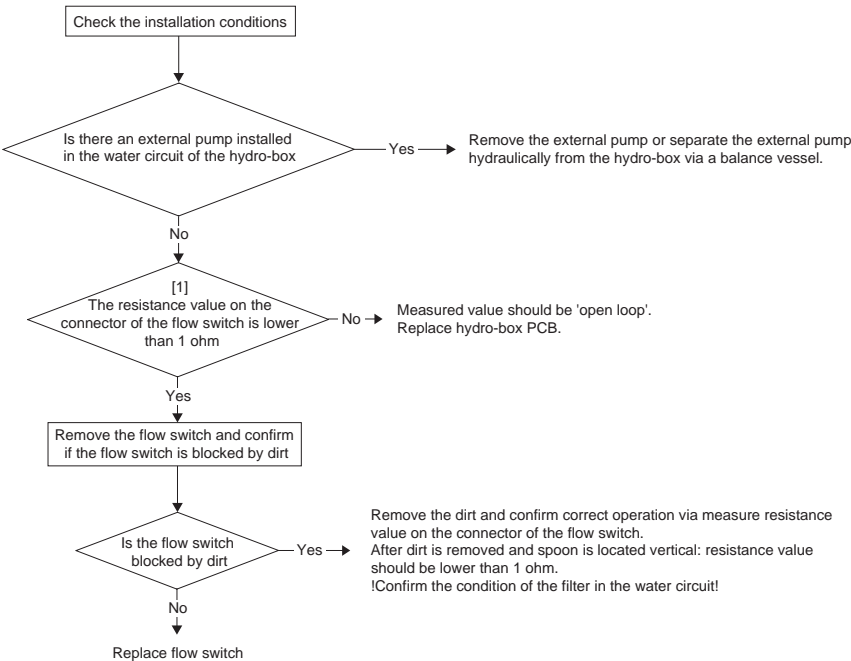 Check the installation conditions
Is there an external pump installed
in the water circuit of the hydro-box
Yes
Remove the external pump or separate the external pump
hydraulically from the hydro-box via a balance vessel.
No
[1]
The resistance value on the
connector of the flow switch is lower
than 1 ohm
No
Measured value should be 'open loop'.
Replace hydro-box PCB.
Yes
Remove the flow switch and confirm
if the flow switch is blocked by dirt
Is the flow switch
blocked by dirt
Yes
Remove the dirt and confirm correct operation via measure resistance
value on the connector of the flow switch.
After dirt is removed and spoon is located vertical: resistance value
should be lower than 1 ohm.
!Confirm the condition of the filter in the water circuit!
No
Replace flow switch